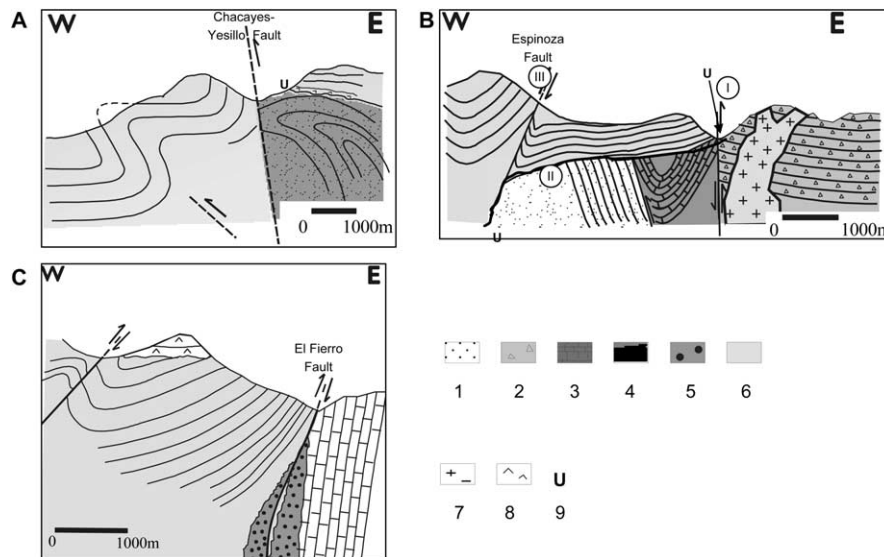 A
W
Chacayes-
Yesillo Fault
E
U
0 1000m
B
W
Espinoza
Fault
E
III
U
I
II
U
0 1000m
C
W
E
El Fierro
Fault
0 1000m
1 2 3 4 5 6
U
7 8 9